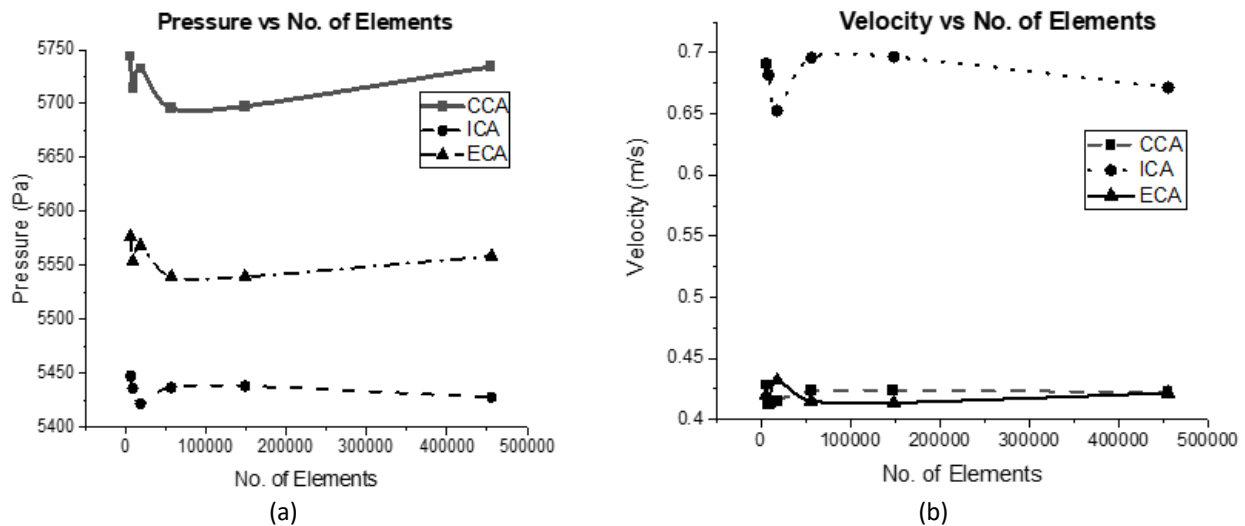 Pressure vs No. of Elements
5750
5700
5650
5600
5550
5500
5450
5400
Pressure (Pa)
CCA
ICA
ECA
0 100000 200000 300000 400000 500000
No. of Elements
(a)
Velocity vs No. of Elements
0.7
0.65
0.6
0.55
0.5
0.45
0.4
Velocity (m/s)
CCA
ICA
ECA
0 100000 200000 300000 400000 500000
No. of Elements
(b)